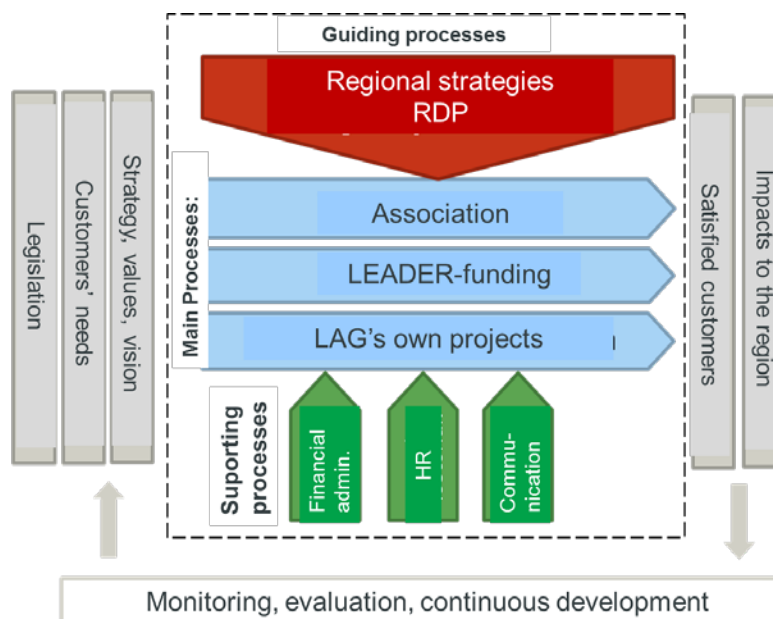 Guiding processes
Regional strategies
RDP
Legislation
Customers' needs
Strategy, values, vision
Main Processes:
Association
LEADER-funding
LAG's own projects
Satisfied customers
Impacts to the region
Suporting
processes
Financial
admin.
HR
Commu-
nication
Monitoring, evaluation, continuous development